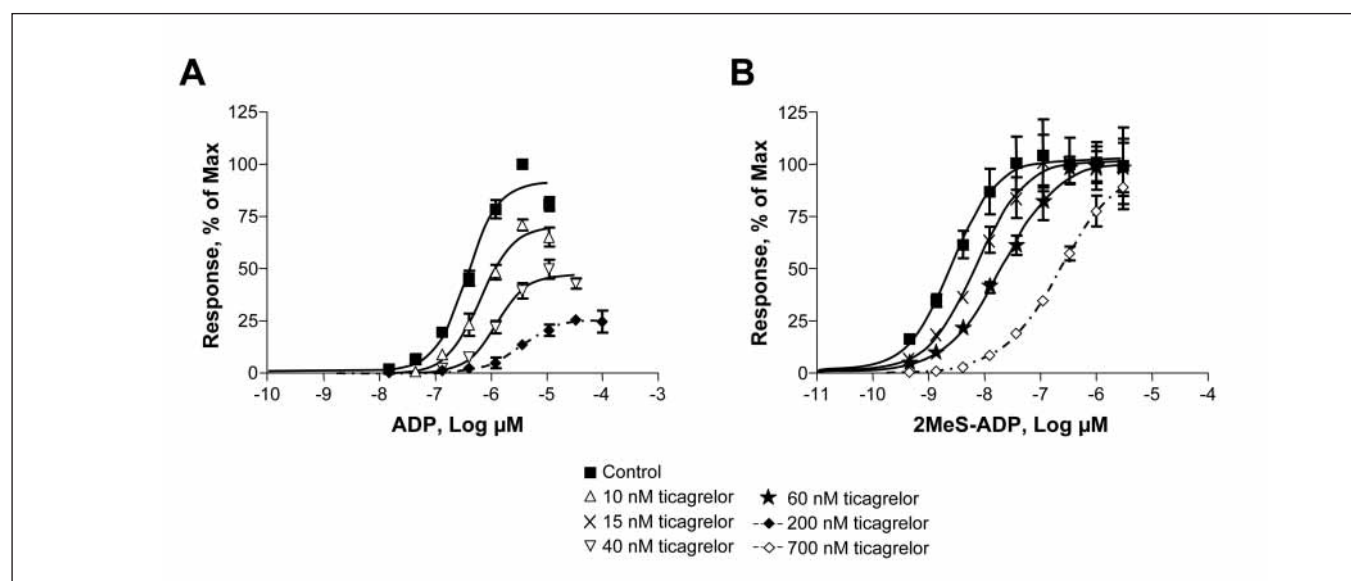 A
B
125
100
75
50
25
0
Response, % of Max
-10 -9 -8 -7 -6 -5 -4 -3
ADP, Log µM
125
100
75
50
25
0
Response, % of Max
-11 -10 -9 -8 -7 -6 -5 -4
2MeS-ADP, Log µM
Control
10 nM ticagrelor
15 nM ticagrelor
40 nM ticagrelor
60 nM ticagrelor
200 nM ticagrelor
700 nM ticagrelor